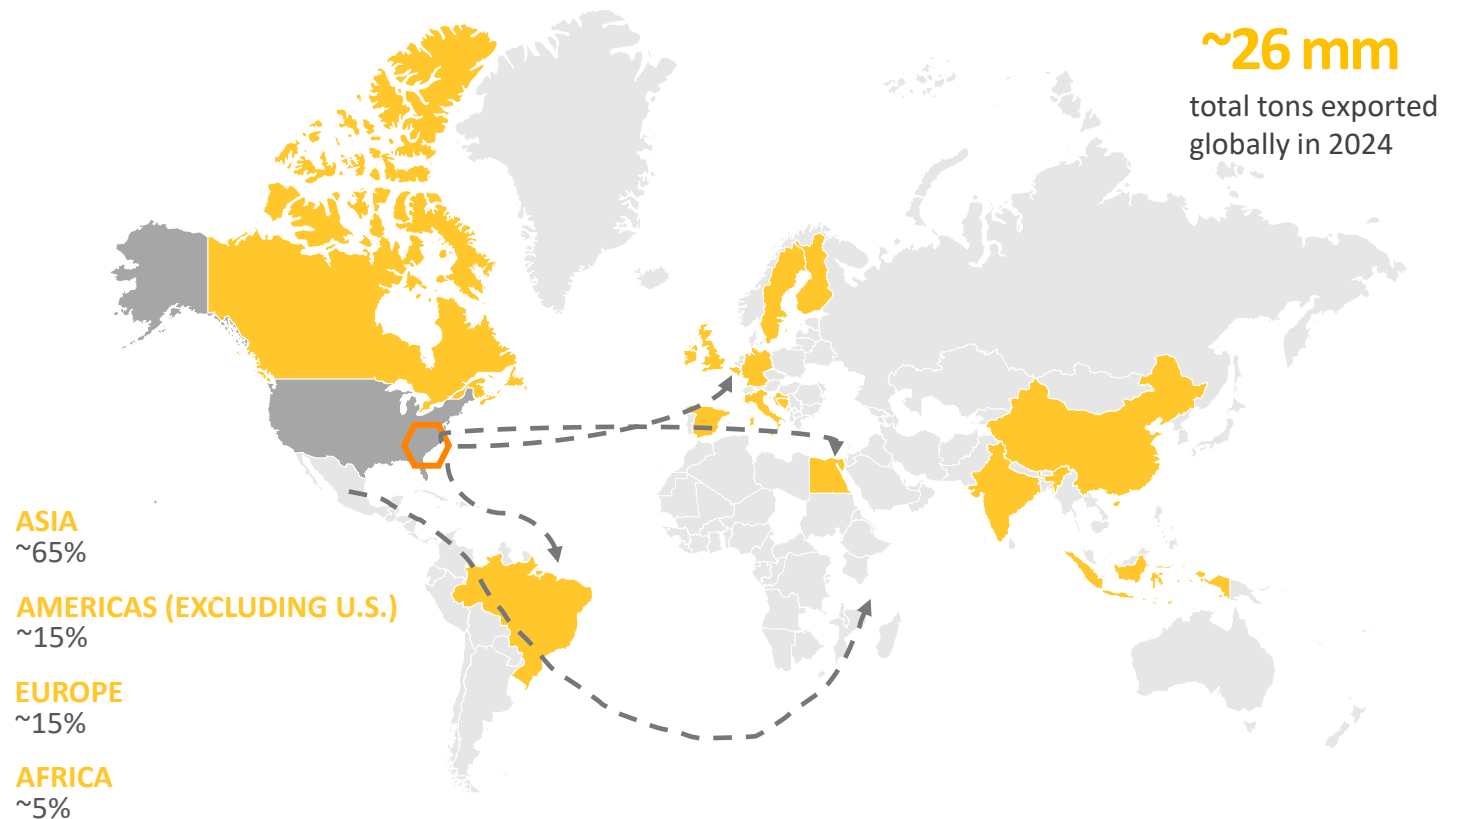 ~26 mm
total tons exported
globally in 2024
ASIA
~65%
AMERICAS (EXCLUDING U.S.)
~15%
EUROPE
~15%
AFRICA
~5%